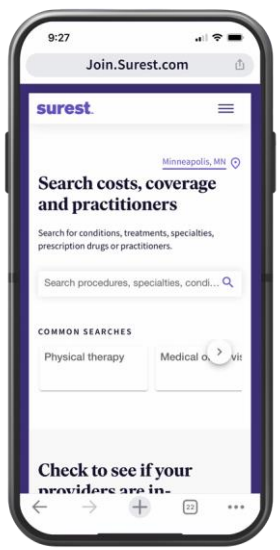 9:27
Join.Surest.com
surest.
Minneapolis, MN
Search costs, coverage
and practitioners
Search for conditions, treatments, specialties,
prescription drugs or practitioners.
Search procedures, specialties, condi...
COMMON SEARCHES
Physical therapy
Medical
Check to see if your
providers are in-
22